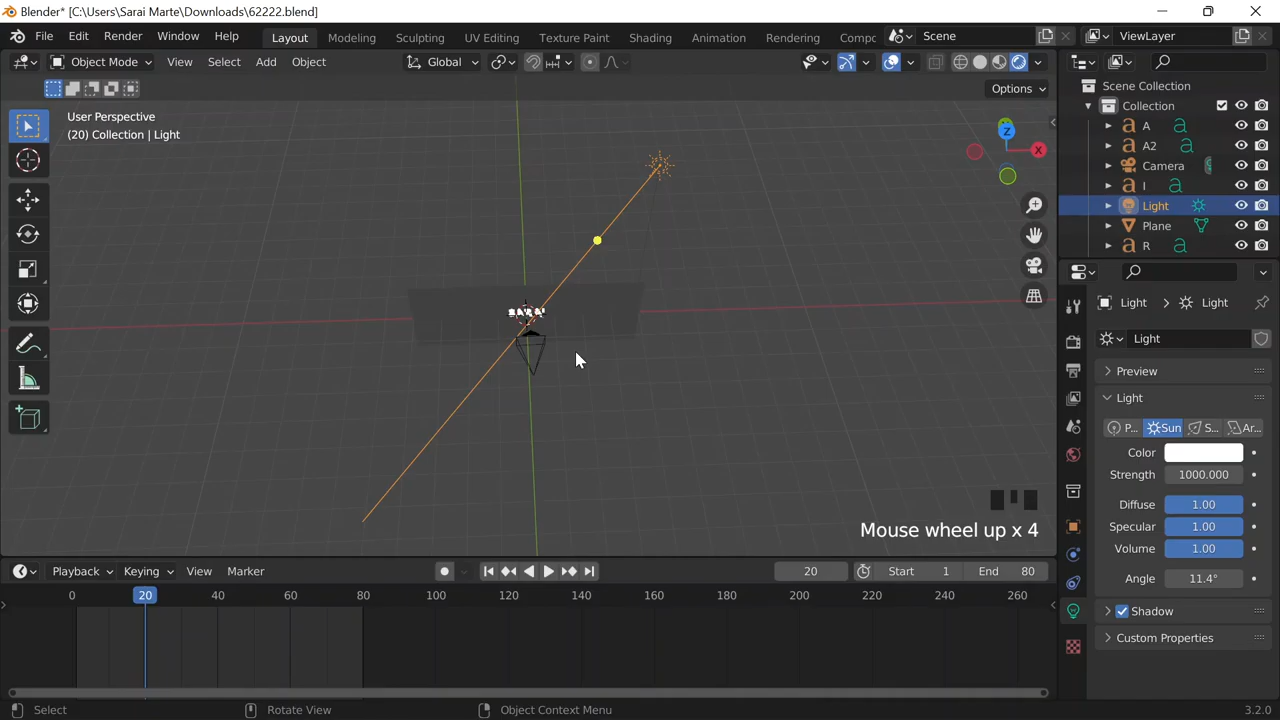 Blender* [C:\Users\Sarai Marte\Downloads\62222.blend]
File Edit Render Window Help Layout Modeling Sculpting UV Editing Texture Paint Shading Animation Rendering Compc Scene ViewLayer
Object Mode View Select Add Object Global
Options
User Perspective
(20) Collection | Light
Z
X
Scene Collection
Collection
A
A2
Camera
I
Light
Plane
R
Light > Light
Light
Preview
Light
P... Sun S... Ar...
Color
Strength 1000.000
Diffuse 1.00
Specular 1.00
Volume 1.00
Angle 11.4°
Shadow
Custom Properties
Mouse wheel up x 4
Playback Keying View Marker 20 Start 1 End 80
0 20 40 60 80 100 120 140 160 180 200 220 240 260
Select Rotate View Object Context Menu 3.2.0